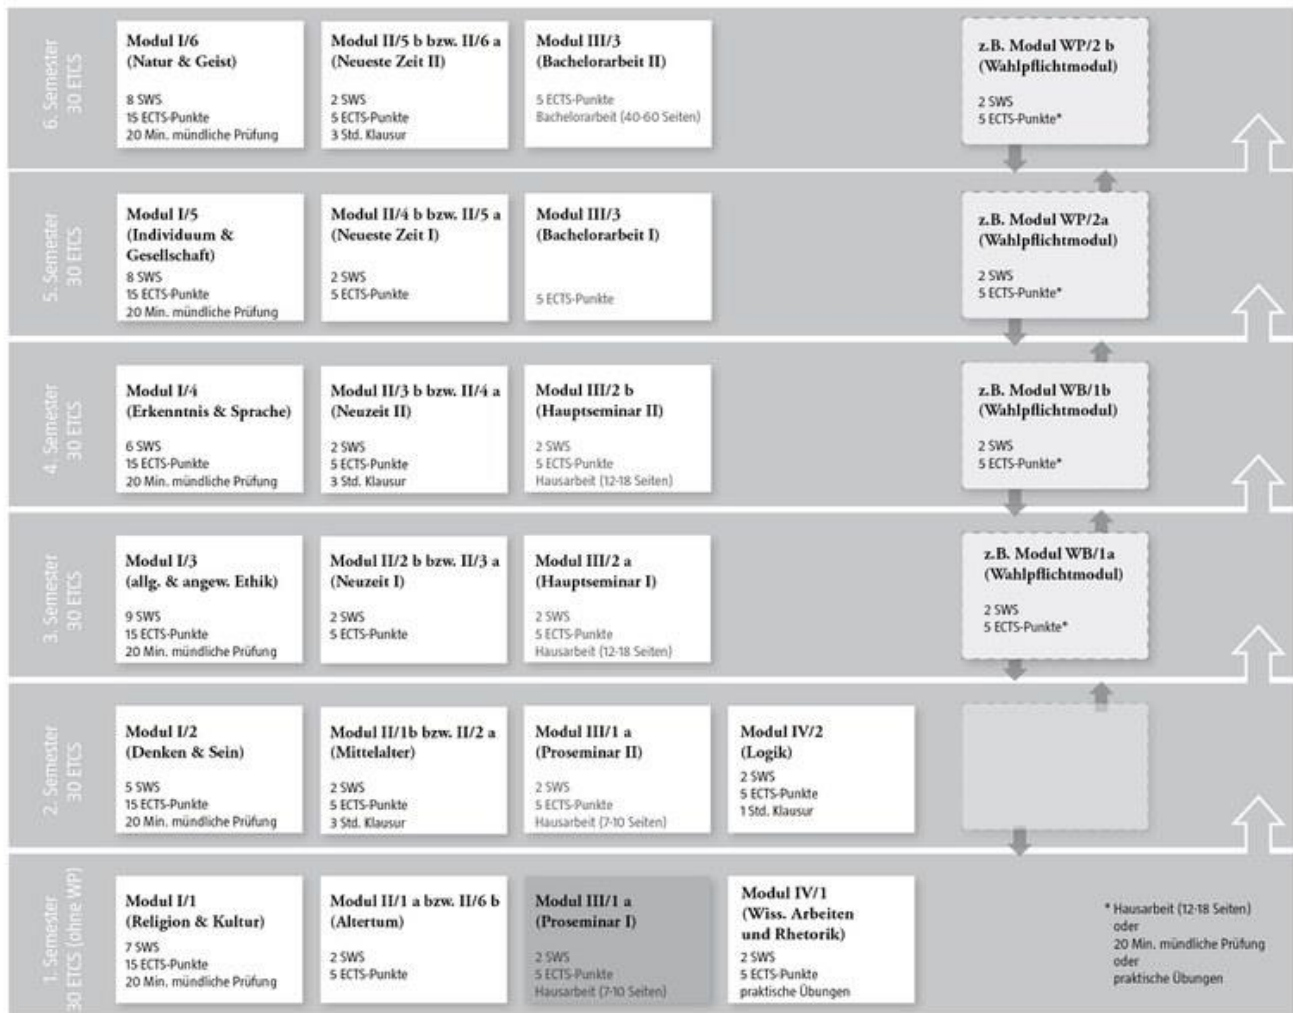 6. Semester
30 ETCS
Modul I/6
(Natur & Geist)
8 SWS
15 ECTS-Punkte
20 Min. mündliche Prüfung
Modul II/5 b bzw. II/6 a
(Neueste Zeit II)
2 SWS
5 ECTS-Punkte
3 Std. Klausur
Modul III/3
(Bachelorarbeit II)
5 ECTS-Punkte
Bachelorarbeit (40-60 Seiten)
z.B. Modul WP/2 b
(Wahlpflichtmodul)
2 SWS
5 ECTS-Punkte*
5. Semester
30 ETCS
Modul I/5
(Individuum &
Gesellschaft)
8 SWS
15 ECTS-Punkte
20 Min. mündliche Prüfung
Modul II/4 b bzw. II/5 a
(Neueste Zeit I)
2 SWS
5 ECTS-Punkte
Modul III/3
(Bachelorarbeit I)
5 ECTS-Punkte
z.B. Modul WP/2a
(Wahlpflichtmodul)
2 SWS
5 ECTS-Punkte*
4. Semester
30 ETCS
Modul I/4
(Erkenntnis & Sprache)
6 SWS
15 ECTS-Punkte
20 Min. mündliche Prüfung
Modul II/3 b bzw. II/4 a
(Neuzeit II)
2 SWS
5 ECTS-Punkte
3 Std. Klausur
Modul III/2 b
(Hauptseminar II)
2 SWS
5 ECTS-Punkte
Hausarbeit (12-18 Seiten)
z.B. Modul WB/1b
(Wahlpflichtmodul)
2 SWS
5 ECTS-Punkte*
3. Semester
30 ETCS
Modul I/3
(allg. & angew. Ethik)
9 SWS
15 ECTS-Punkte
20 Min. mündliche Prüfung
Modul II/2 b bzw. II/3 a
(Neuzeit I)
2 SWS
5 ECTS-Punkte
Modul III/2 a
(Hauptseminar I)
2 SWS
5 ECTS-Punkte
Hausarbeit (12-18 Seiten)
z.B. Modul WB/1a
(Wahlpflichtmodul)
2 SWS
5 ECTS-Punkte*
2. Semester
30 ETCS
Modul I/2
(Denken & Sein)
5 SWS
15 ECTS-Punkte
20 Min. mündliche Prüfung
Modul II/1b bzw. II/2 a
(Mittelalter)
2 SWS
5 ECTS-Punkte
3 Std. Klausur
Modul III/1 a
(Proseminar II)
2 SWS
5 ECTS-Punkte
Hausarbeit (7-10 Seiten)
Modul IV/2
(Logik)
2 SWS
5 ECTS-Punkte
1 Std. Klausur
1. Semester
30 ETCS (ohne WP)
Modul I/1
(Religion & Kultur)
7 SWS
15 ECTS-Punkte
20 Min. mündliche Prüfung
Modul II/1 a bzw. II/6 b
(Altertum)
2 SWS
5 ECTS-Punkte
Modul III/1 a
(Proseminar I)
2 SWS
5 ECTS-Punkte
Hausarbeit (7-10 Seiten)
Modul IV/1
(Wiss. Arbeiten
und Rhetorik)
2 SWS
5 ECTS-Punkte
praktische Übungen
* Hausarbeit (12-18 Seiten)
oder
20 Min. mündliche Prüfung
oder
praktische Übungen